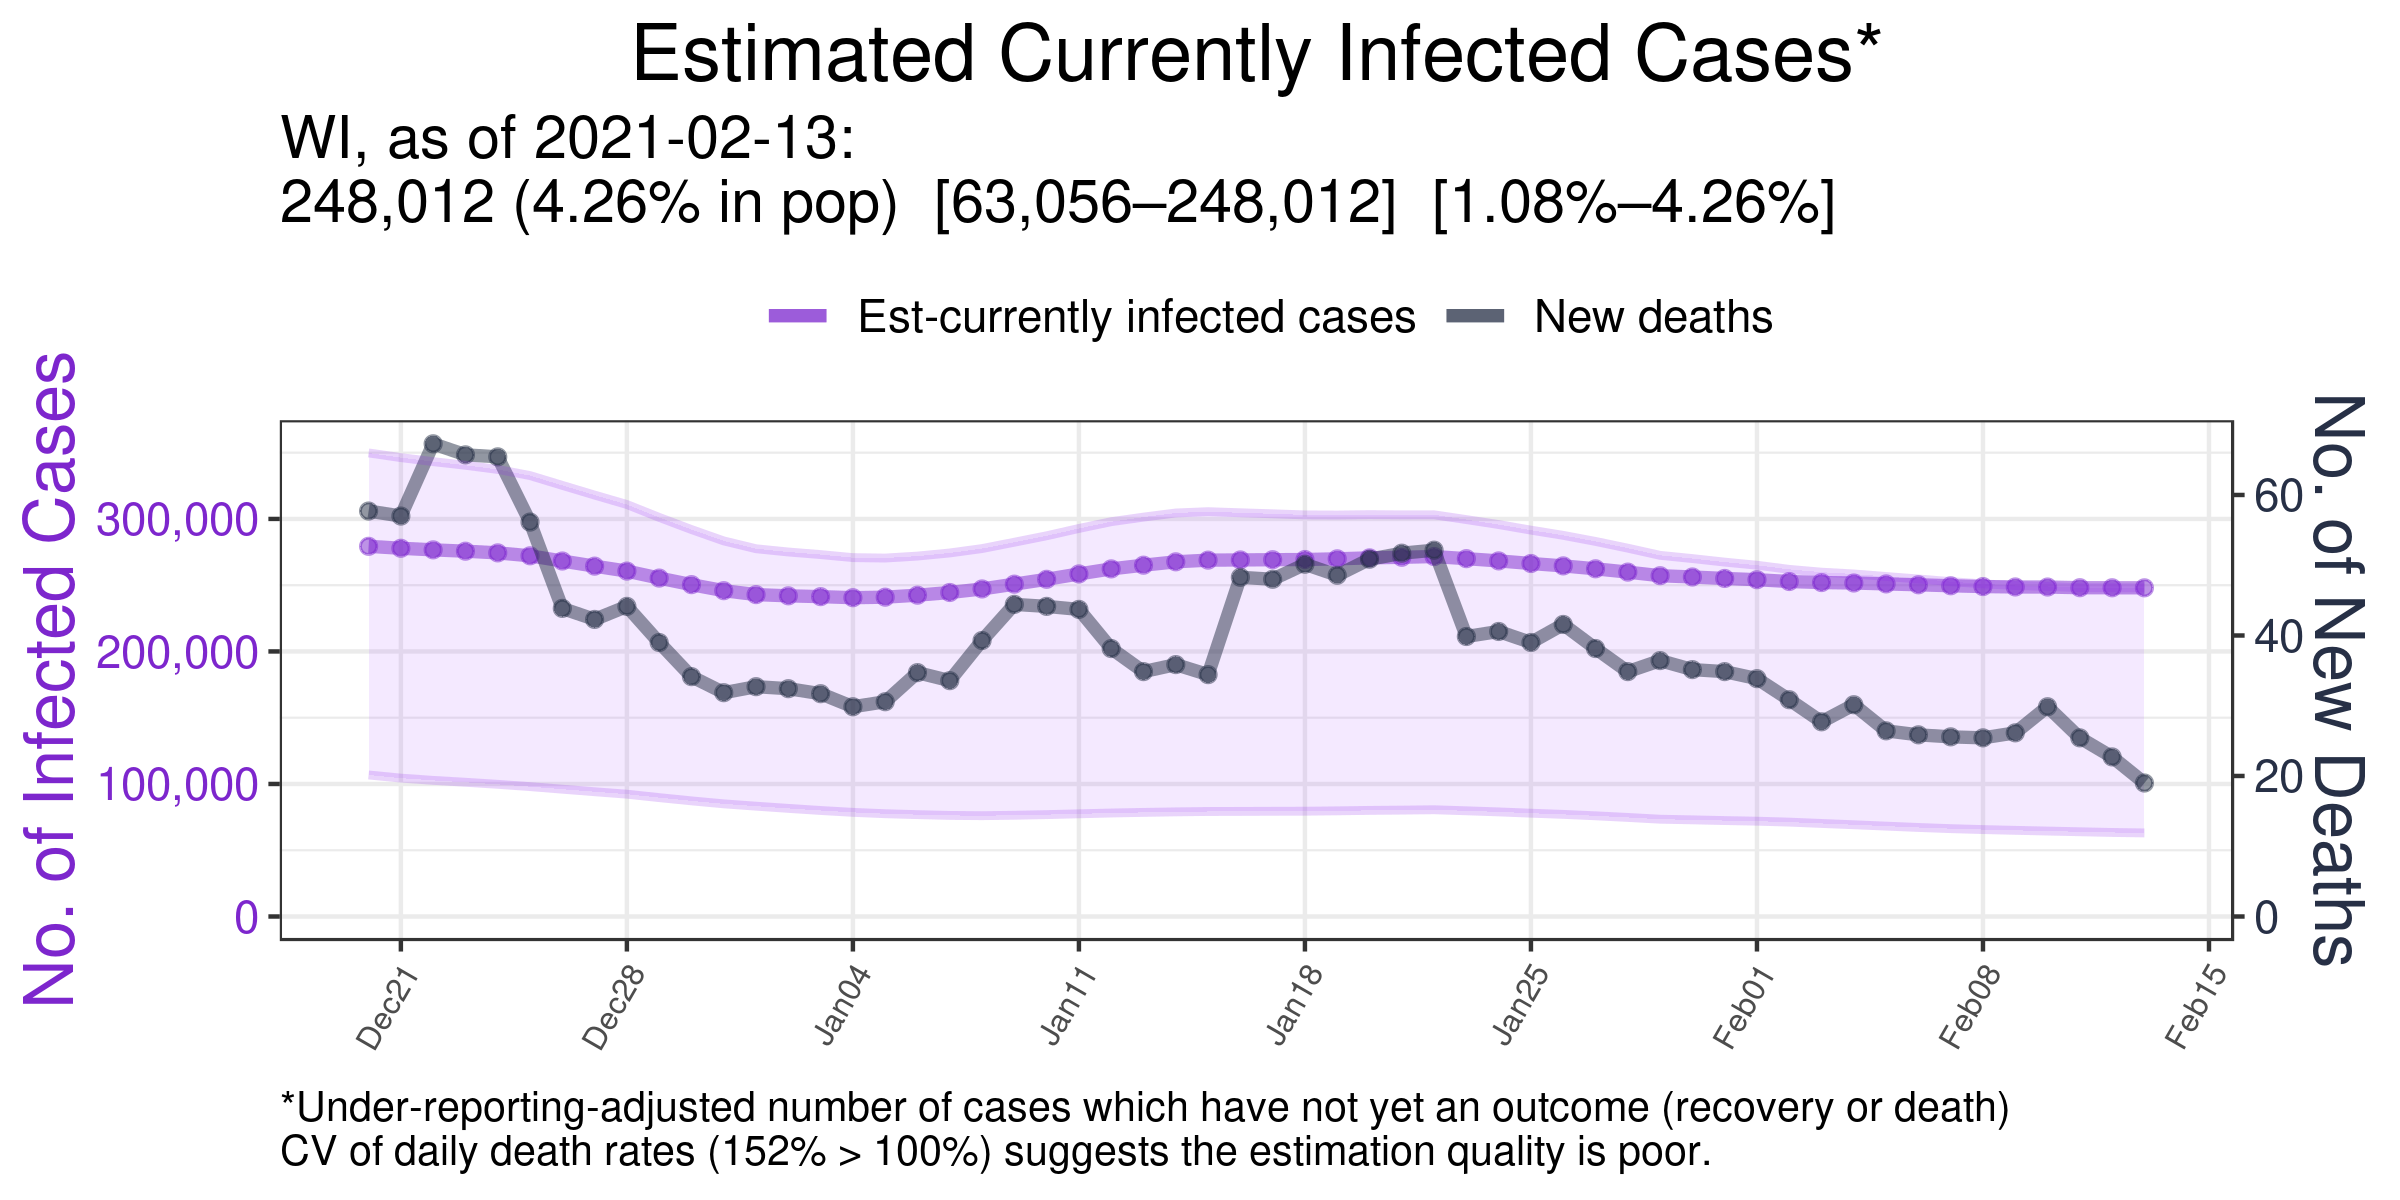 Estimated Currently Infected Cases*
WI, as of 2021-02-13:
248,012 (4.26% in pop) [63,056–248,012] [1.08%–4.26%]
Est-currently infected cases
New deaths
No. of Infected Cases
300,000
200,000
100,000
0
60
40
20
0
No. of New Deaths
Dec21
Dec28
Jan04
Jan11
Jan18
Jan25
Feb01
Feb08
Feb15
*Under-reporting-adjusted number of cases which have not yet an outcome (recovery or death)
CV of daily death rates (152% > 100%) suggests the estimation quality is poor.